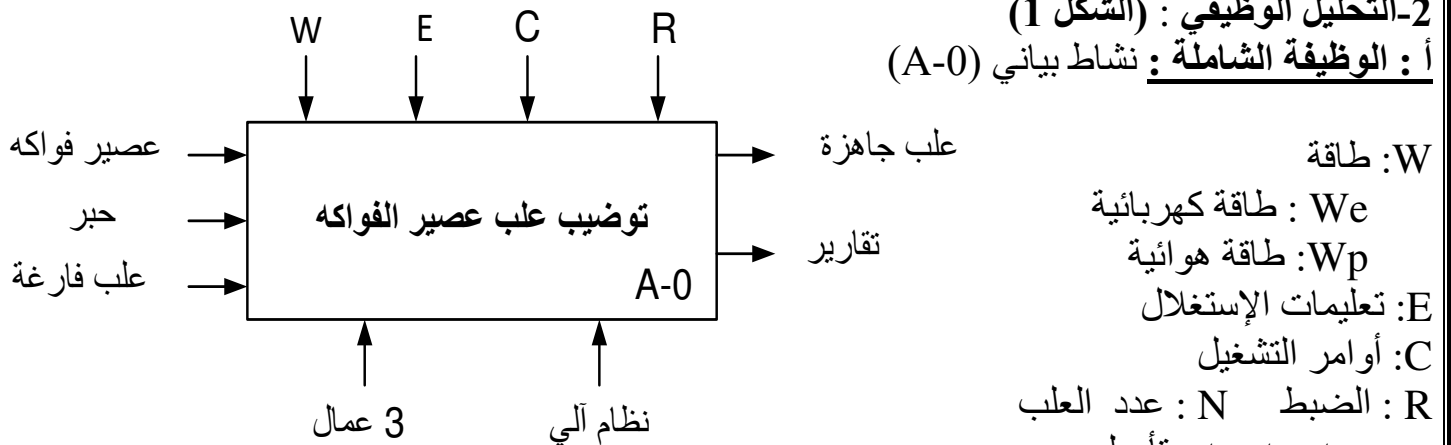 2-التحليل الوظيفي : (الشكل 1)
أ : الوظيفة الشاملة : نشاط بياني (A-0)
W E C R
عصير فواكه
حبر
علب فارغة
توضيب علب عصير الفواكه
A-0
علب جاهزة
تقارير
3 عمال
نظام آلي
W: طاقة
We : طاقة كهربائية
Wp: طاقة هوائية
E: تعليمات الإستغلال
C: أوامر التشغيل
R : الضبط N : عدد العلب